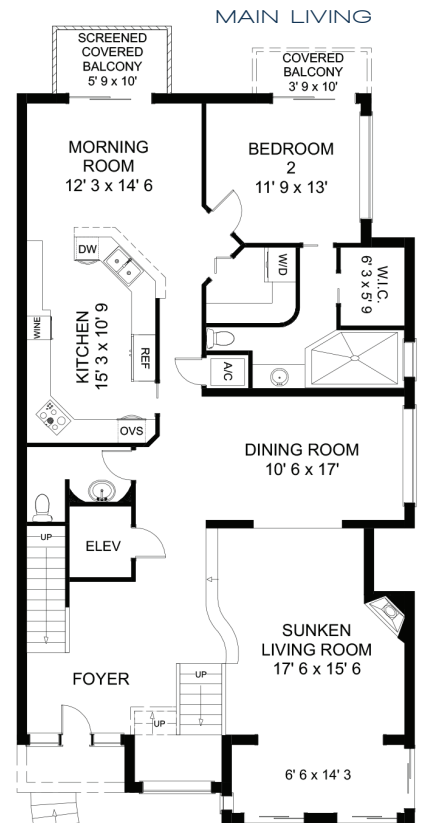 MAIN LIVING
SCREENED
COVERED
BALCONY
5' 9 x 10'
COVERED
BALCONY
3' 9 x 10'
MORNING
ROOM
12' 3 x 14' 6
BEDROOM
2
11' 9 x 13'
DW
W/D
W.I.C.
6' 3 x 5' 9
WINE
KITCHEN
15' 3 x 10' 9
REF
A/C
OVS
DINING ROOM
10' 6 x 17'
UP
ELEV
SUNKEN
LIVING ROOM
17' 6 x 15' 6
FOYER
UP
UP
6' 6 x 14' 3